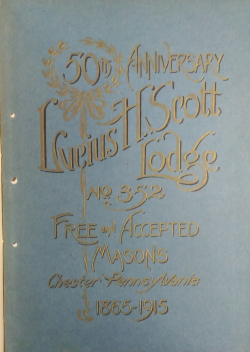 50TH ANNIVERSARY
LUCIUS H. SCOTT
LODGE
NO. 352
FREE AND ACCEPTED
MASONS
CHESTER PENNSYLVANIA
1865-1915